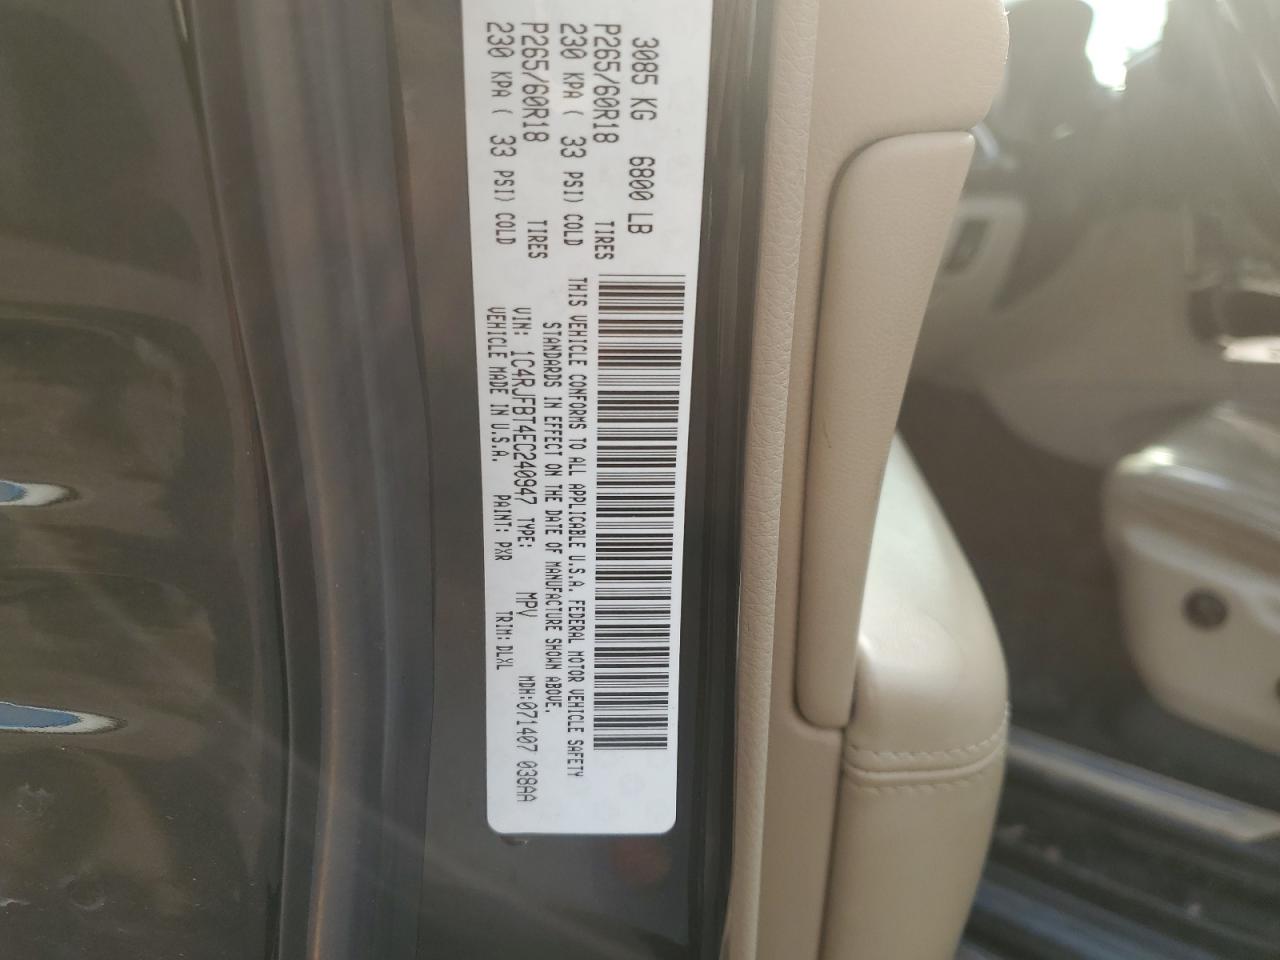 3085 KG 6800 LB
P265/60R18 TIRES
230 KPA ( 33 PSI) COLD
P265/60R18 TIRES
230 KPA ( 33 PSI) COLD
THIS VEHICLE CONFORMS TO ALL APPLICABLE U.S.A. FEDERAL MOTOR VEHICLE SAFETY
STANDARDS IN EFFECT ON THE DATE OF MANUFACTURE SHOWN ABOVE.
VIN: 1C4RJFBT4EC240947 TYPE: MPV MDH:071407 038AA
VEHICLE MADE IN U.S.A. PAINT: PXR TRIM:DLXL